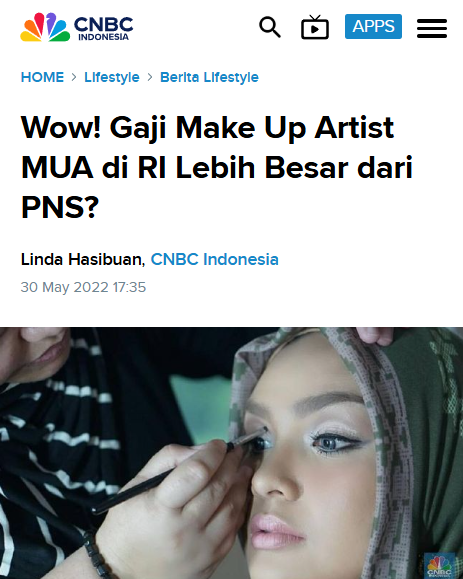 CNBC
INDONESIA
APPS
HOME > Lifestyle > Berita Lifestyle
Wow! Gaji Make Up Artist
MUA di RI Lebih Besar dari
PNS?
Linda Hasibuan, CNBC Indonesia
30 May 2022 17:35
CNBC